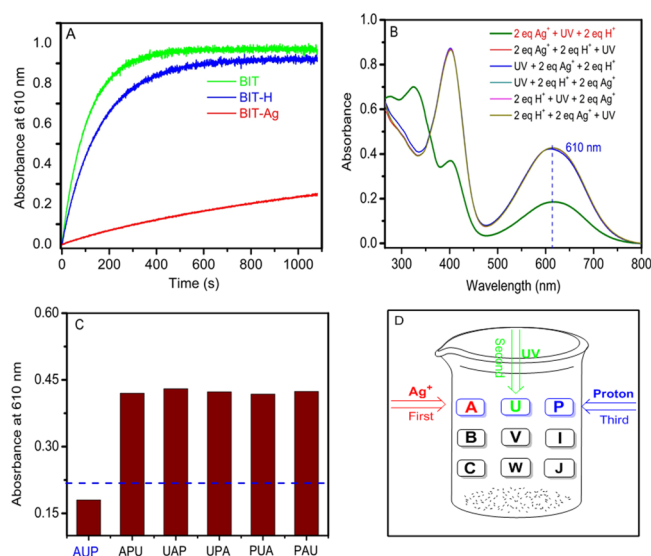 A
1.0
0.8
0.6
0.4
0.2
0.0
Absorbance at 610 nm
BIT
BIT-H
BIT-Ag
0 200 400 600 800 1000
Time (s)
B
1.0
0.8
0.6
0.4
0.2
0.0
Absorbance
2 eq Ag⁺ + UV + 2 eq H⁺
2 eq Ag⁺ + 2 eq H⁺ + UV
UV + 2 eq Ag⁺ + 2 eq H⁺
UV + 2 eq H⁺ + 2 eq Ag⁺
2 eq H⁺ + UV + 2 eq Ag⁺
2 eq H⁺ + 2 eq Ag⁺ + UV
610 nm
300 400 500 600 700 800
Wavelength (nm)
C
0.60
0.45
0.30
0.15
Abosrbance at 610 nm
AUP APU UAP UPA PUA PAU
D
Second
UV
Ag⁺
First
A U P
Proton
Third
B V I
C W J